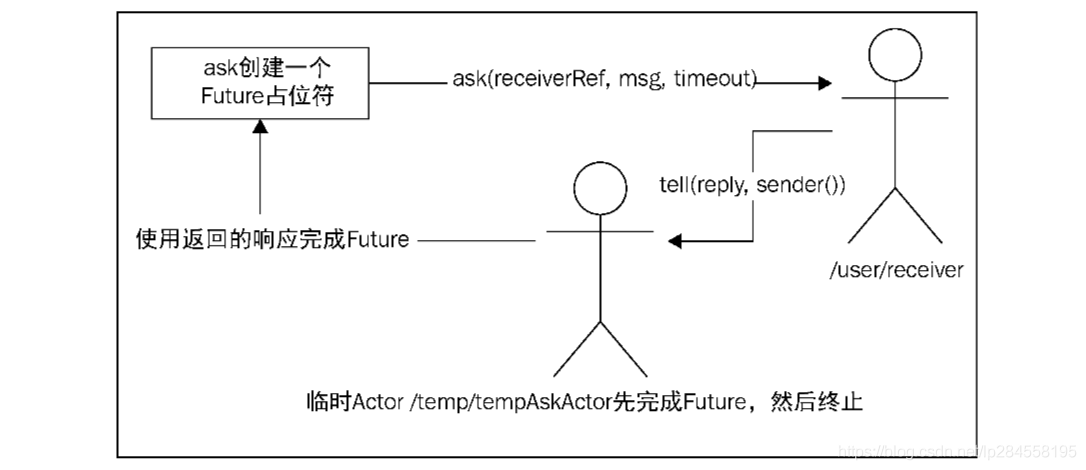 ask创建一个
Future占位符
ask(receiverRef, msg, timeout)
tell(reply, sender())
使用返回的响应完成Future
/user/receiver
临时Actor /temp/tempAskActor先完成Future，然后终止
https://blog.csdn.net/lp284558195